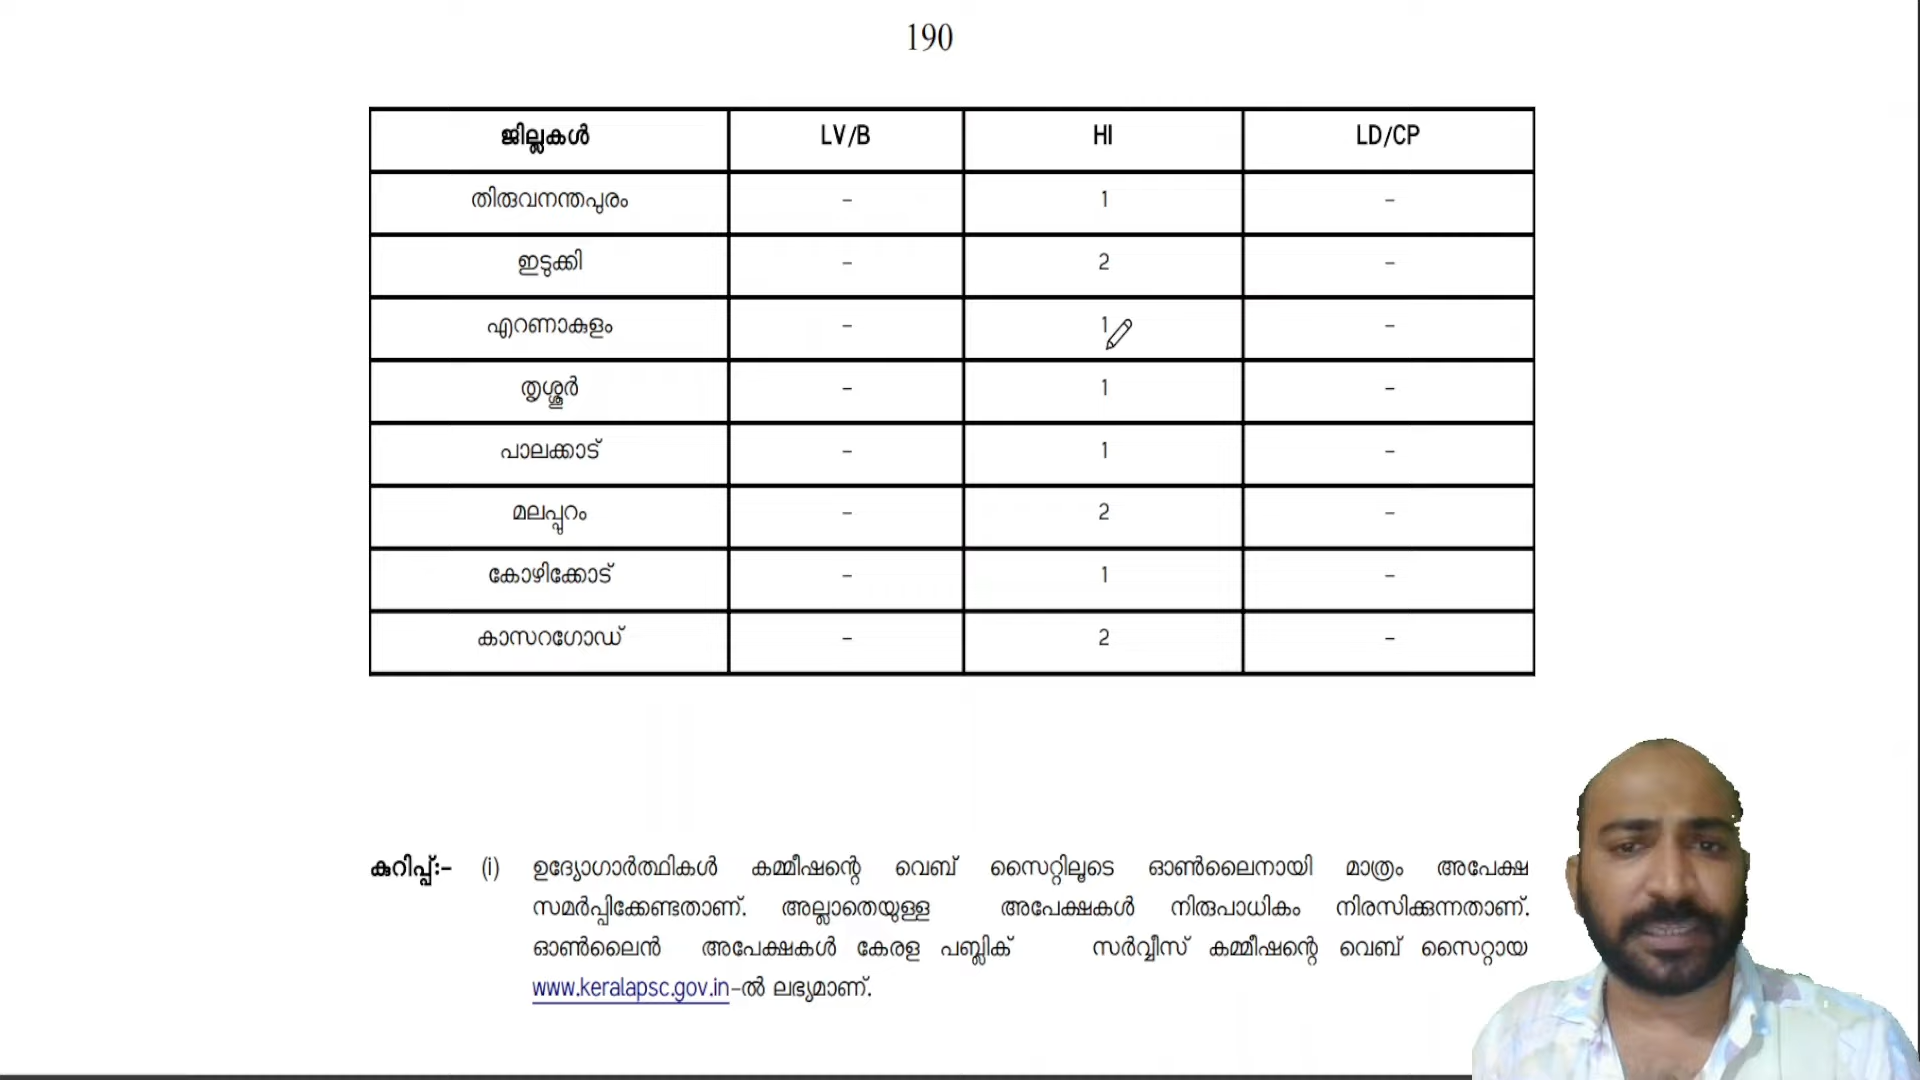 190
ജില്ലകൾ LV/B HI LD/CP
തിരുവനന്തപുരം – 1 –
ഇടുക്കി – 2 –
എറണാകുളം – 1 –
തൃശ്ശൂർ – 1 –
പാലക്കാട് – 1 –
മലപ്പുറം – 2 –
കോഴിക്കോട് – 1 –
കാസറഗോഡ് – 2 –
കുറിപ്പ്:– (i) ഉദ്യോഗാർത്ഥികൾ കമ്മീഷന്റെ വെബ് സൈറ്റിലൂടെ ഓൺലൈനായി മാത്രം അപേക്ഷ
സമർപ്പിക്കേണ്ടതാണ്. അല്ലാതെയുള്ള അപേക്ഷകൾ നിരുപാധികം നിരസിക്കുന്നതാണ്.
ഓൺലൈൻ അപേക്ഷകൾ കേരള പബ്ലിക് സർവ്വീസ് കമ്മീഷന്റെ വെബ് സൈറ്റായ
www.keralapsc.gov.in–ൽ ലഭ്യമാണ്.